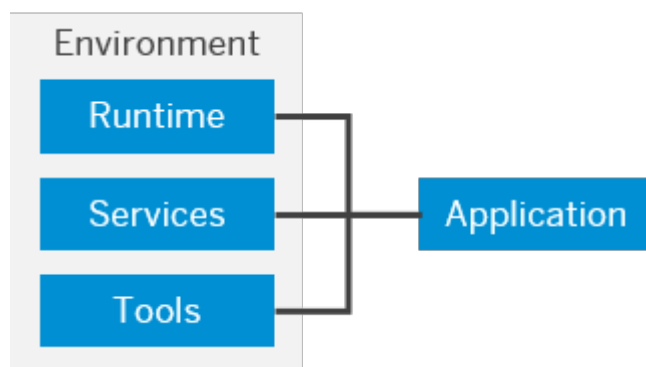 Environment
Runtime
Services
Application
Tools